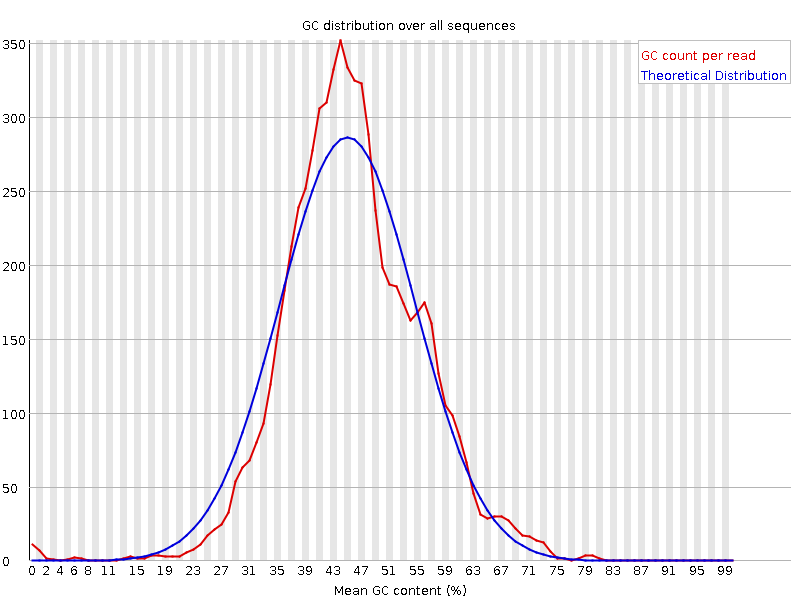 GC distribution over all sequences
GC count per read
Theoretical Distribution
350
300
250
200
150
100
50
0
0 2 4 6 8 11 15 19 23 27 31 35 39 43 47 51 55 59 63 67 71 75 79 83 87 91 95 99
Mean GC content (%)